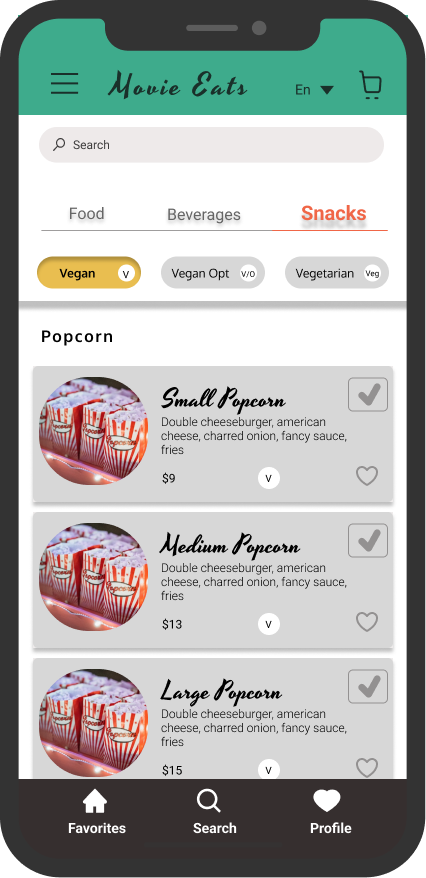 Movie Eats
En
Search
Food
Beverages
Snacks
Vegan V
Vegan Opt V/O
Vegetarian Veg
Popcorn
Small Popcorn
Double cheeseburger, american
cheese, charred onion, fancy sauce,
fries
$9
V
Medium Popcorn
Double cheeseburger, american
cheese, charred onion, fancy sauce,
fries
$13
V
Large Popcorn
Double cheeseburger, american
cheese, charred onion, fancy sauce,
fries
$15
V
Favorites
Search
Profile